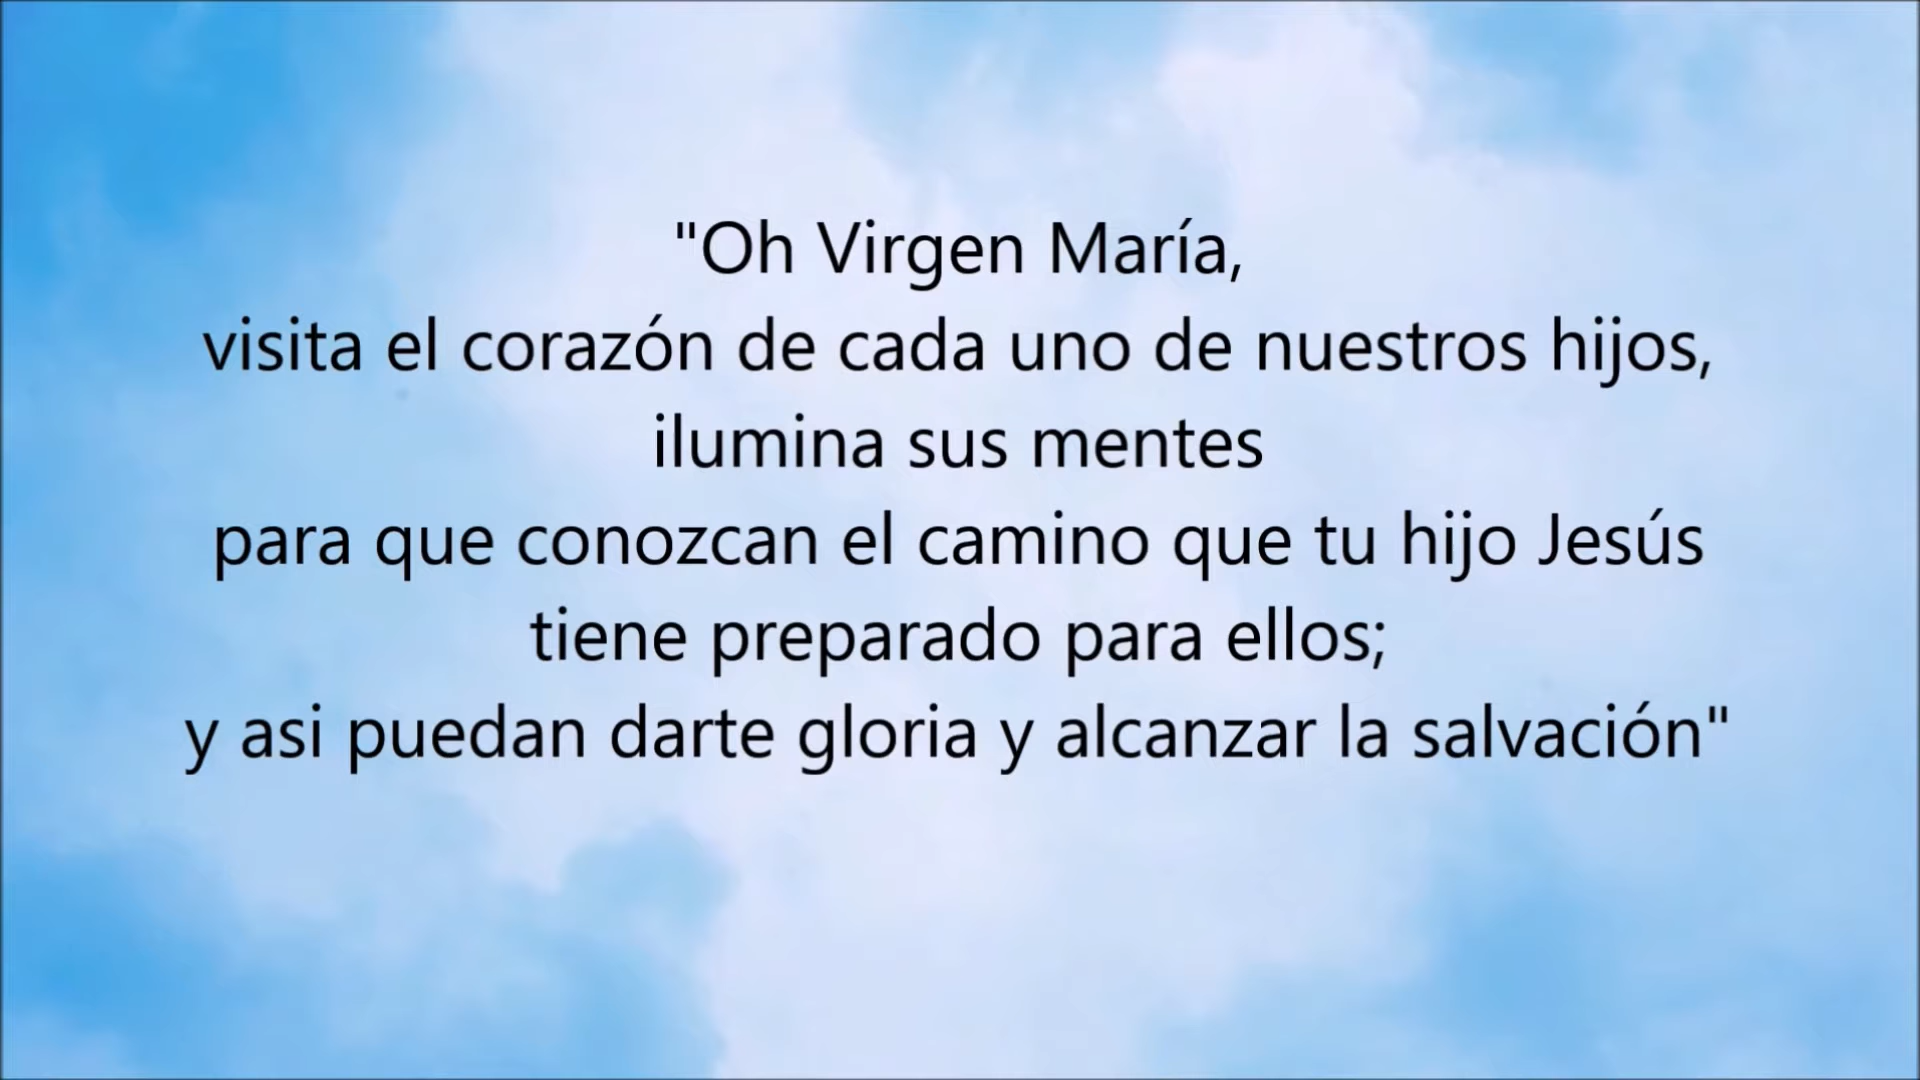 "Oh Virgen María,
visita el corazón de cada uno de nuestros hijos,
ilumina sus mentes
para que conozcan el camino que tu hijo Jesús
tiene preparado para ellos;
y asi puedan darte gloria y alcanzar la salvación"